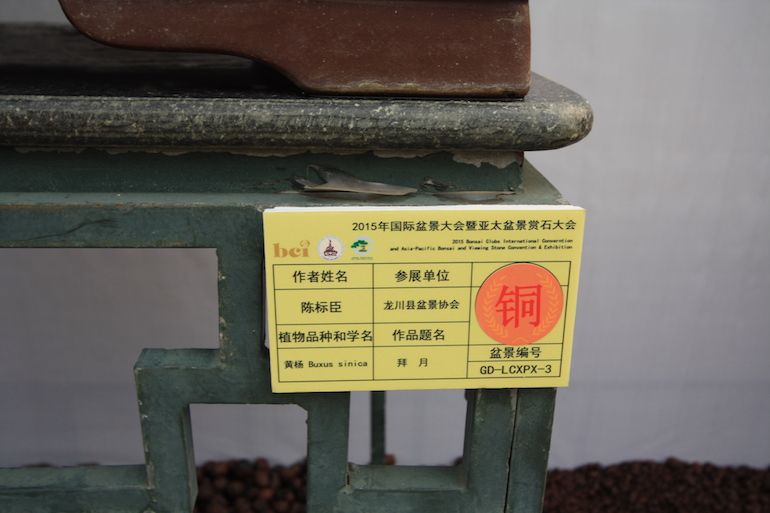 2015年国际盆景大会暨亚太盆景赏石大会
bci
2015 Bonsai Clubs International Convention
and Asia-Pacific Bonsai and Viewing Stone Convention & Exhibition
作者姓名 参展单位
铜
陈标臣 龙川县盆景协会
植物品种和学名 作品题名
盆景编号
黄杨 Buxus sinica 拜 月
GD-LCXPX-3